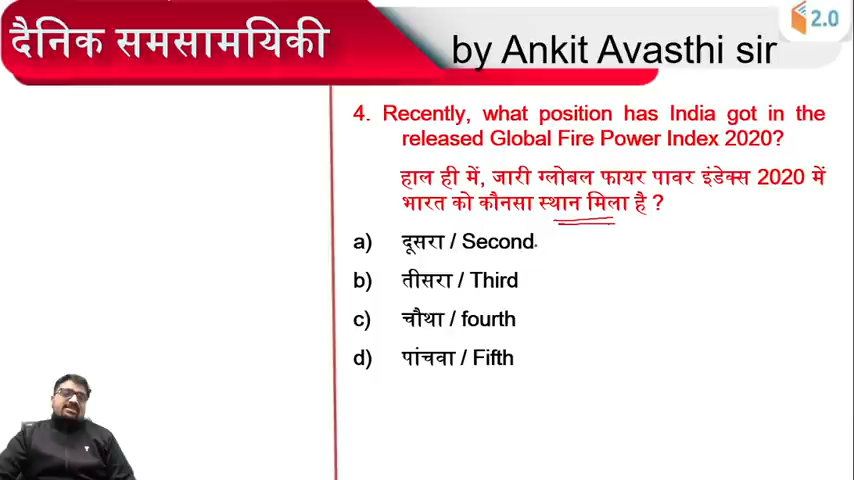 दैनिक समसामयिकी
by Ankit Avasthi sir
2.0
4. Recently, what position has India got in the
released Global Fire Power Index 2020?
हाल ही में, जारी ग्लोबल फायर पावर इंडेक्स 2020 में
भारत को कौनसा स्थान मिला है ?
a) दूसरा / Second
b) तीसरा / Third
c) चौथा / fourth
d) पांचवा / Fifth